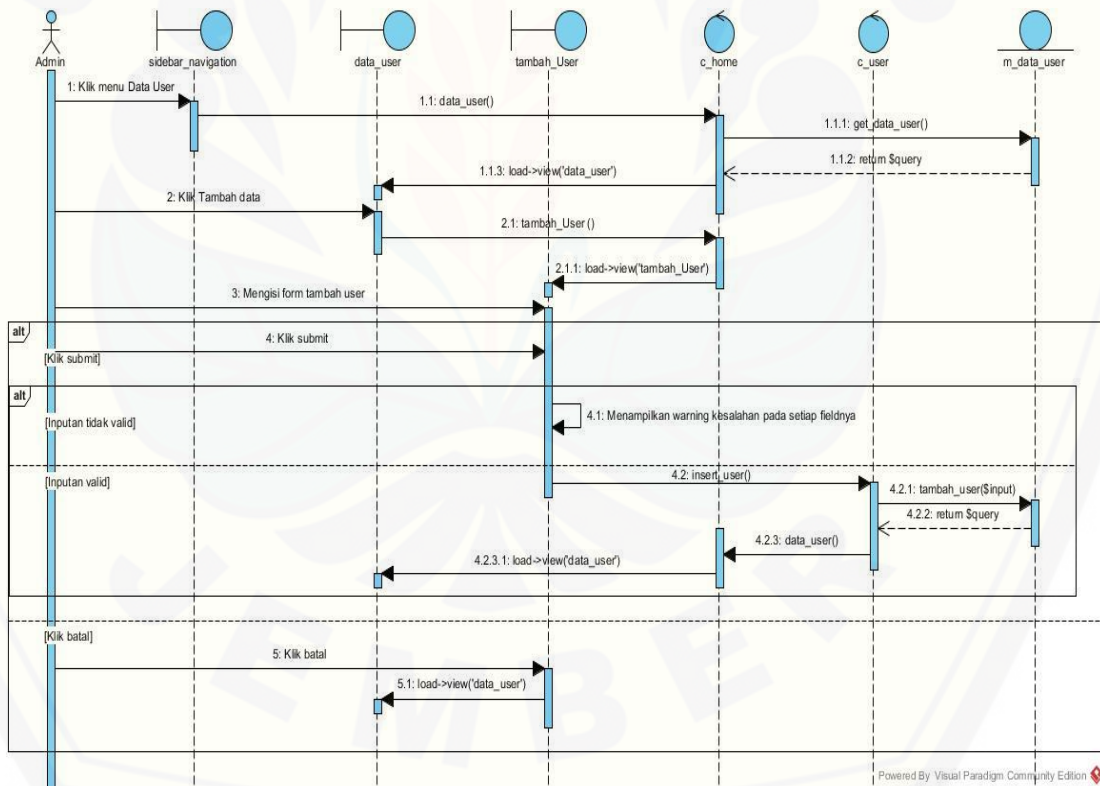 Admin
sidebar_navigation
data_user
tambah_User
c_home
c_user
m_data_user
1: Klik menu Data User
1.1: data_user()
1.1.1: get_data_user()
1.1.2: return $query
1.1.3: load->view('data_user')
2: Klik Tambah data
2.1: tambah_User ()
2.1.1: load->view('tambah_User')
3: Mengisi form tambah user
alt
4: Klik submit
[Klik submit]
alt
4.1: Menampilkan warning kesalahan pada setiap fieldnya
[Inputan tidak valid]
[Inputan valid]
4.2: insert_user()
4.2.1: tambah_user($input)
4.2.2: return $query
4.2.3: data_user()
4.2.3.1: load->view('data_user')
[Klik batal]
5: Klik batal
5.1: load->view('data_user')
JEMBER
Powered By Visual Paradigm Community Edition